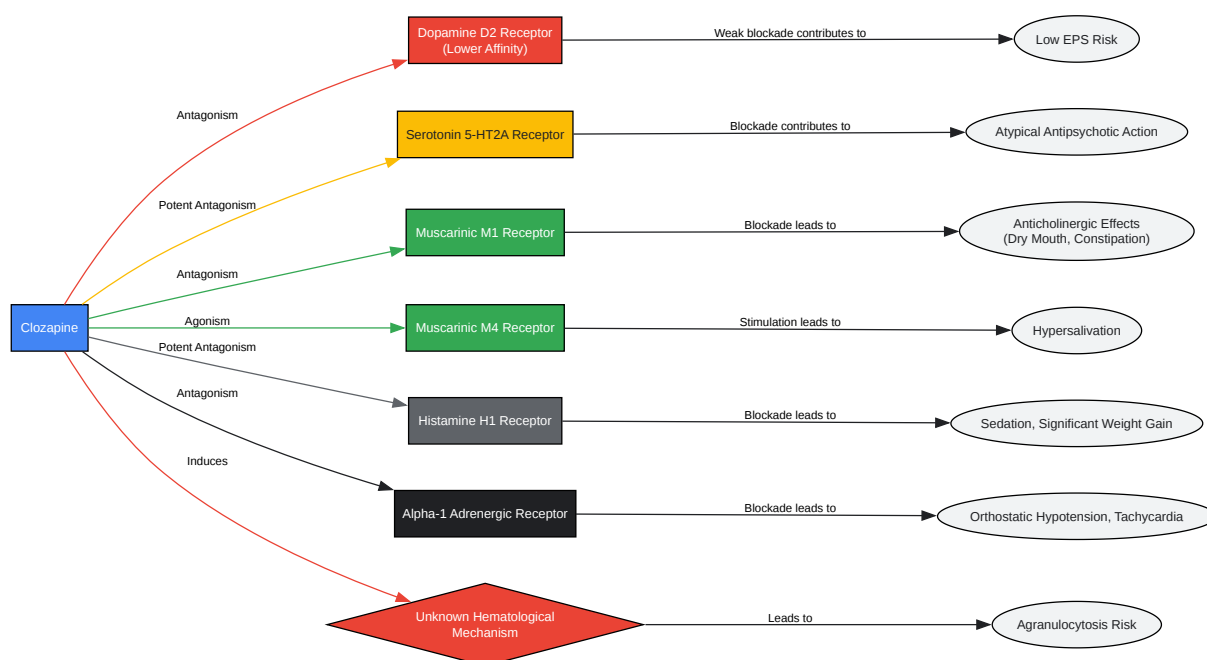 Dopamine D2 Receptor
(Lower Affinity)
Weak blockade contributes to
Low EPS Risk
Antagonism
Serotonin 5-HT2A Receptor
Blockade contributes to
Atypical Antipsychotic Action
Potent Antagonism
Muscarinic M1 Receptor
Blockade leads to
Anticholinergic Effects
(Dry Mouth, Constipation)
Antagonism
Clozapine
Agonism
Muscarinic M4 Receptor
Stimulation leads to
Hypersalivation
Potent Antagonism
Antagonism
Histamine H1 Receptor
Blockade leads to
Sedation, Significant Weight Gain
Induces
Alpha-1 Adrenergic Receptor
Blockade leads to
Orthostatic Hypotension, Tachycardia
Unknown Hematological
Mechanism
Leads to
Agranulocytosis Risk